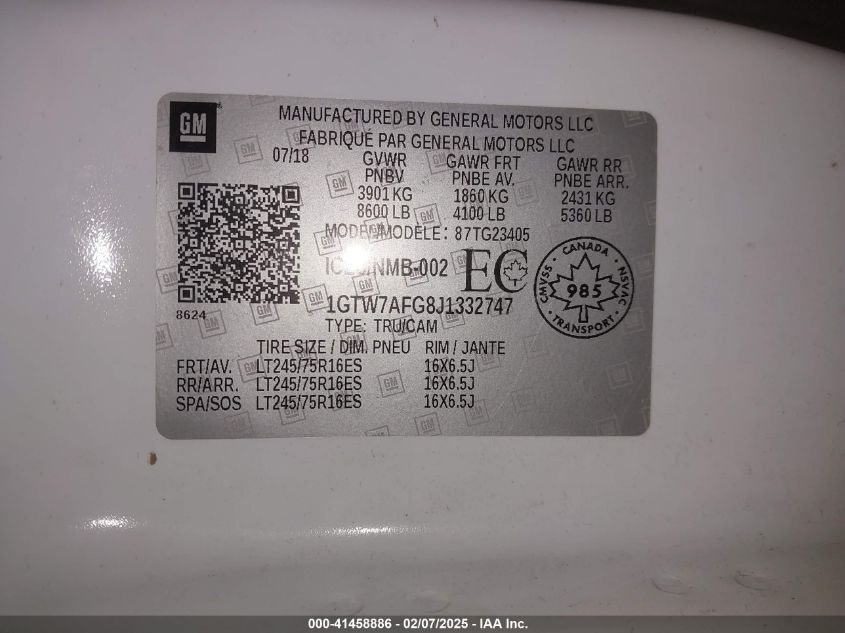 GM
MANUFACTURED BY GENERAL MOTORS LLC
FABRIQUÉ PAR GENERAL MOTORS LLC
07/18 GVWR GAWR FRT GAWR RR
PNBV PNBE AV. PNBE ARR.
3901 KG 1860 KG 2431 KG
8600 LB 4100 LB 5360 LB
MODEL/MODÈLE: 87TG23405
/NMB-002 EC
CANADA
CMVSS • NSVAC
985
TRANSPORT
1GTW7AFG8J1332747
8624
TYPE: TRU/CAM
TIRE SIZE / DIM. PNEU RIM / JANTE
FRT/AV. LT245/75R16ES 16X6.5J
RR/ARR. LT245/75R16ES 16X6.5J
SPA/SOS LT245/75R16ES 16X6.5J
000-41458886 - 02/07/2025 - IAA Inc.